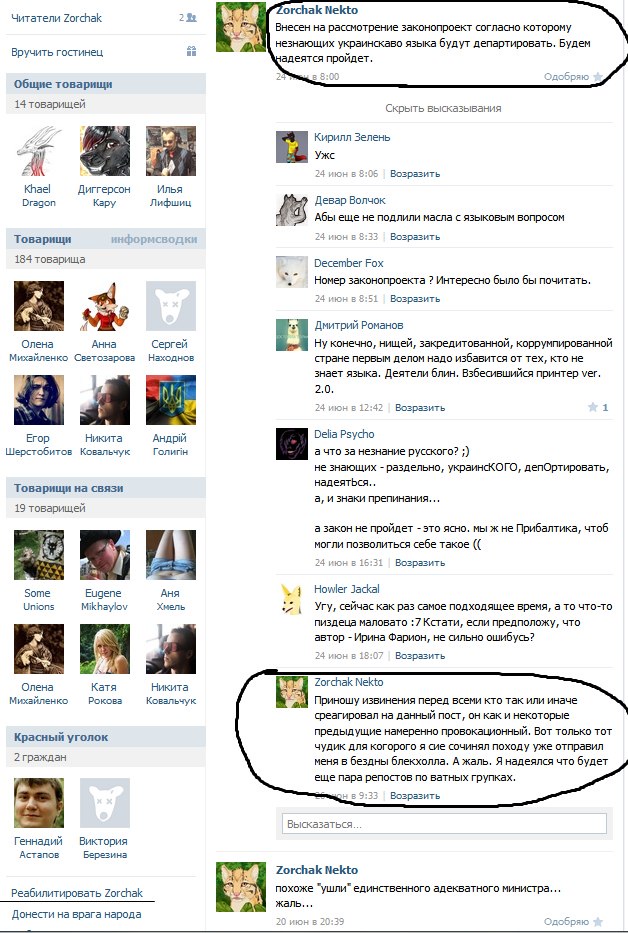 Читатели Zorchak 2
Вручить гостинец
Общие товарищи
14 товарищей
Khael Dragon
Диггерсон Кару
Илья Лифшиц
Товарищи информсводки
184 товарища
Олена Михайленко
Анна Светозарова
Сергей Находнов
Егор Шерстобитов
Никита Ковальчук
Андрій Голигін
Товарищи на связи
19 товарищей
Some Unions
Eugene Mikhaylov
Аня Хмель
Олена Михайленко
Катя Рокова
Никита Ковальчук
Красный уголок
2 граждан
Геннадий Астапов
Виктория Березина
Реабилитировать Zorchak
Донести на врага народа
Zorchak Nekto
Внесен на рассмотрение законопроект согласно которому
незнающих украинскаво языка будут департировать. Будем
надеятся пройдет.
24 июн в 8:00 Одобряю
Скрыть высказывания
Кирилл Зелень
Ужс
24 июн в 8:06 | Возразить
Девар Волчок
Абы еще не подлили масла с языковым вопросом
24 июн в 8:33 | Возразить
December Fox
Номер законопроекта ? Интересно было бы почитать.
24 июн в 8:51 | Возразить
Дмитрий Романов
Ну конечно, нищей, закредитованной, коррумпированной
стране первым делом надо избавится от тех, кто не
знает языка. Деятели блин. Взбесившийся принтер ver.
2.0.
24 июн в 12:42 | Возразить 1
Delia Psycho
а что за незнание русского? ;)
не знающих - раздельно, украинсКОГО, депОртировать,
надеятЬся..
а, и знаки препинания...
а закон не пройдет - это ясно. мы ж не Прибалтика, чтоб
могли позволиться себе такое ((
24 июн в 16:31 | Возразить
Howler Jackal
Угу, сейчас как раз самое подходящее время, а то что-то
пиздеца маловато :7 Кстати, если предположу, что
автор - Ирина Фарион, не сильно ошибусь?
24 июн в 18:07 | Возразить
Zorchak Nekto
Приношу извинения перед всеми кто так или иначе
среагировал на данный пост, он как и некоторые
предыдущие намеренно провокационный. Вот только тот
чудик для когорого я сие сочинял походу уже отправил
меня в бездны блекхолла. А жаль. Я надеялся что будет
еще пара репостов по ватных групках.
июн в 9:33 | Возразить
Высказаться...
Zorchak Nekto
похоже "ушли" единственного адекватного министра...
жаль...
20 июн в 20:39 Одобряю